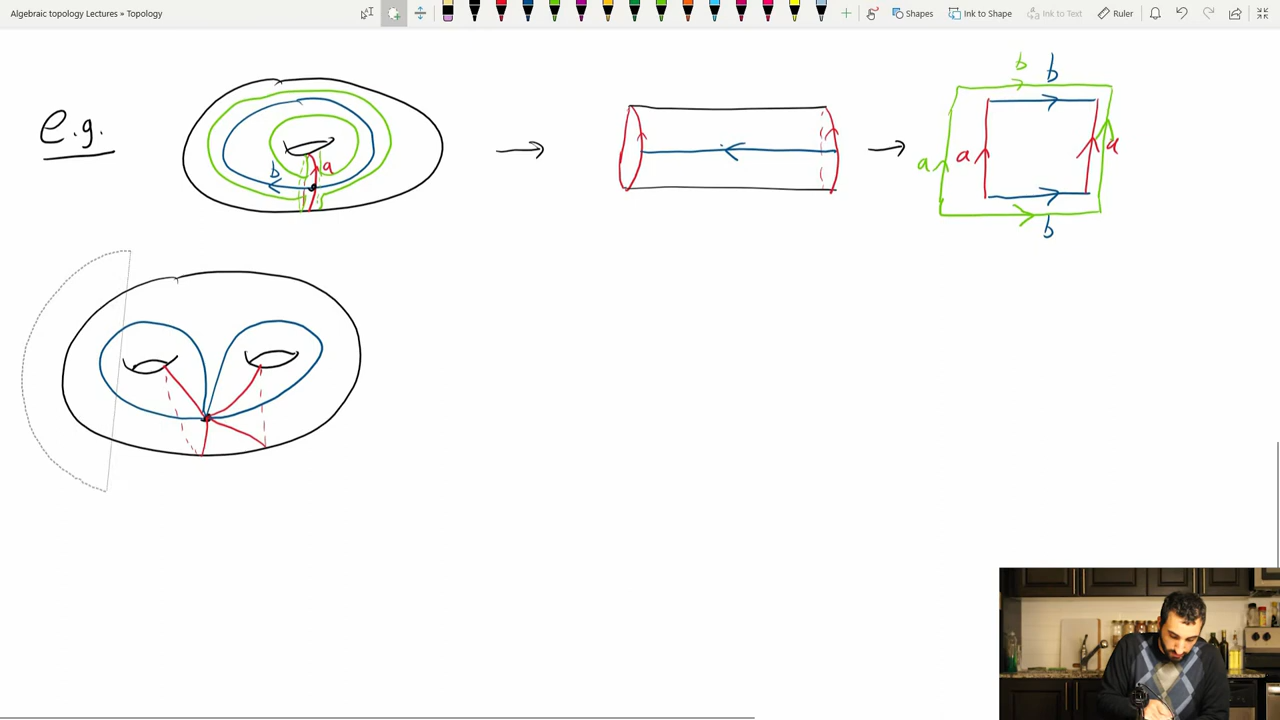 Algebraic topology Lectures » Topology
Shapes
Ink to Shape
Ink to Text
Ruler
e.g.
b
a
a
a
b
b
a
b